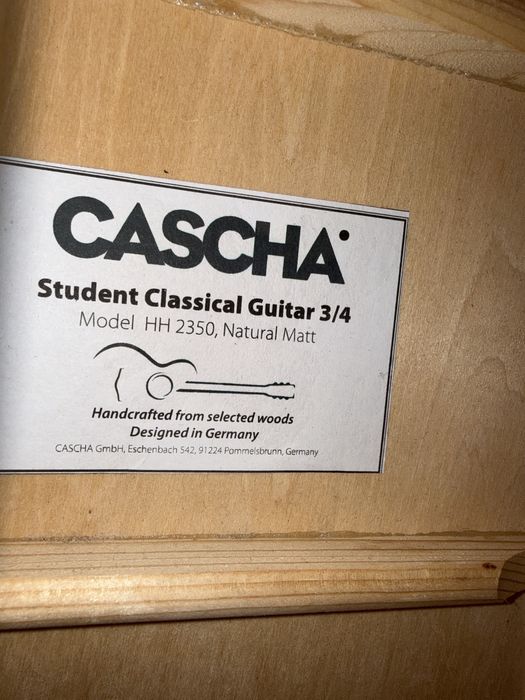 CASCHA
Student Classical Guitar 3/4
Model HH 2350, Natural Matt
Handcrafted from selected woods
Designed in Germany
CASCHA GmbH, Eschenbach 542, 91224 Pommelsbrunn, Germany